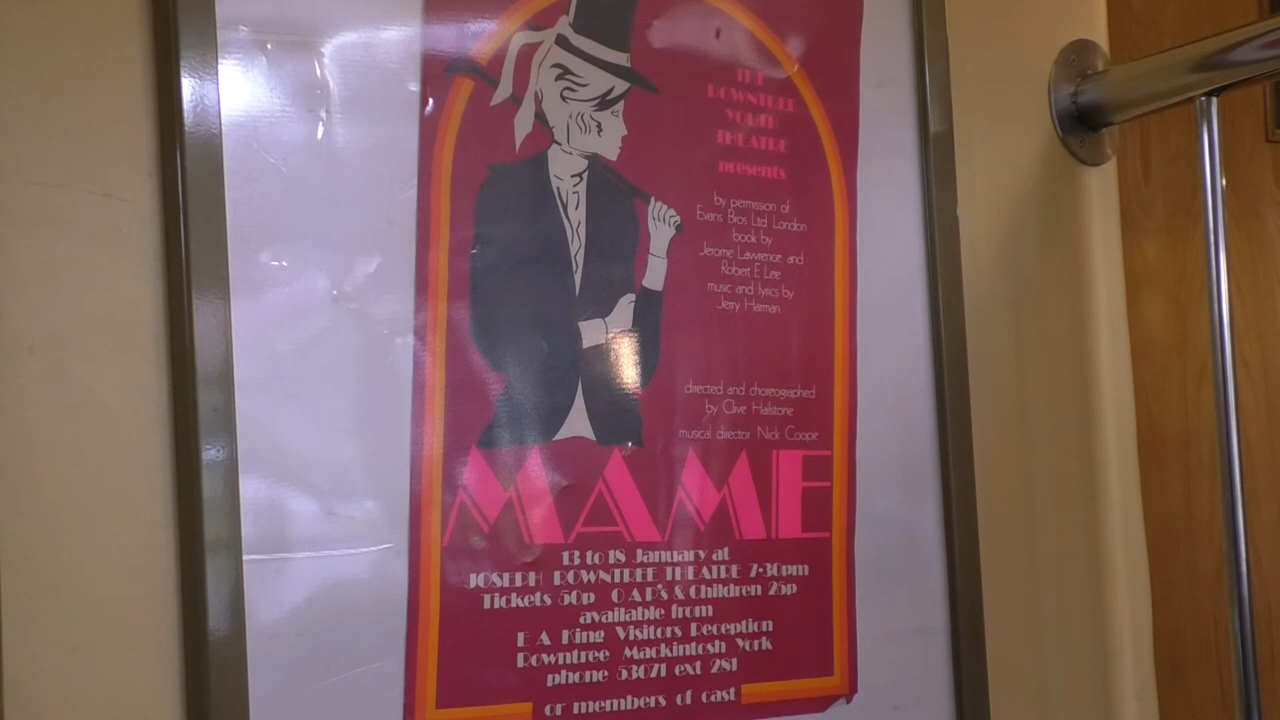 THE
ROWNTREE
YOUTH
THEATRE
presents
by permission of
Evans Bros Ltd London
book by
Jerome Lawrence and
Robert E Lee
music and lyrics by
Jerry Harman
directed and choreographed
by Clive Hailstone
musical director Nick Coope
MAME
13 to 18 January at
JOSEPH ROWNTREE THEATRE 7·30pm
Tickets 50p O A P's & Children 25p
available from
E A King Visitors Reception
Rowntree Mackintosh York
phone 53071 ext 281
or members of cast